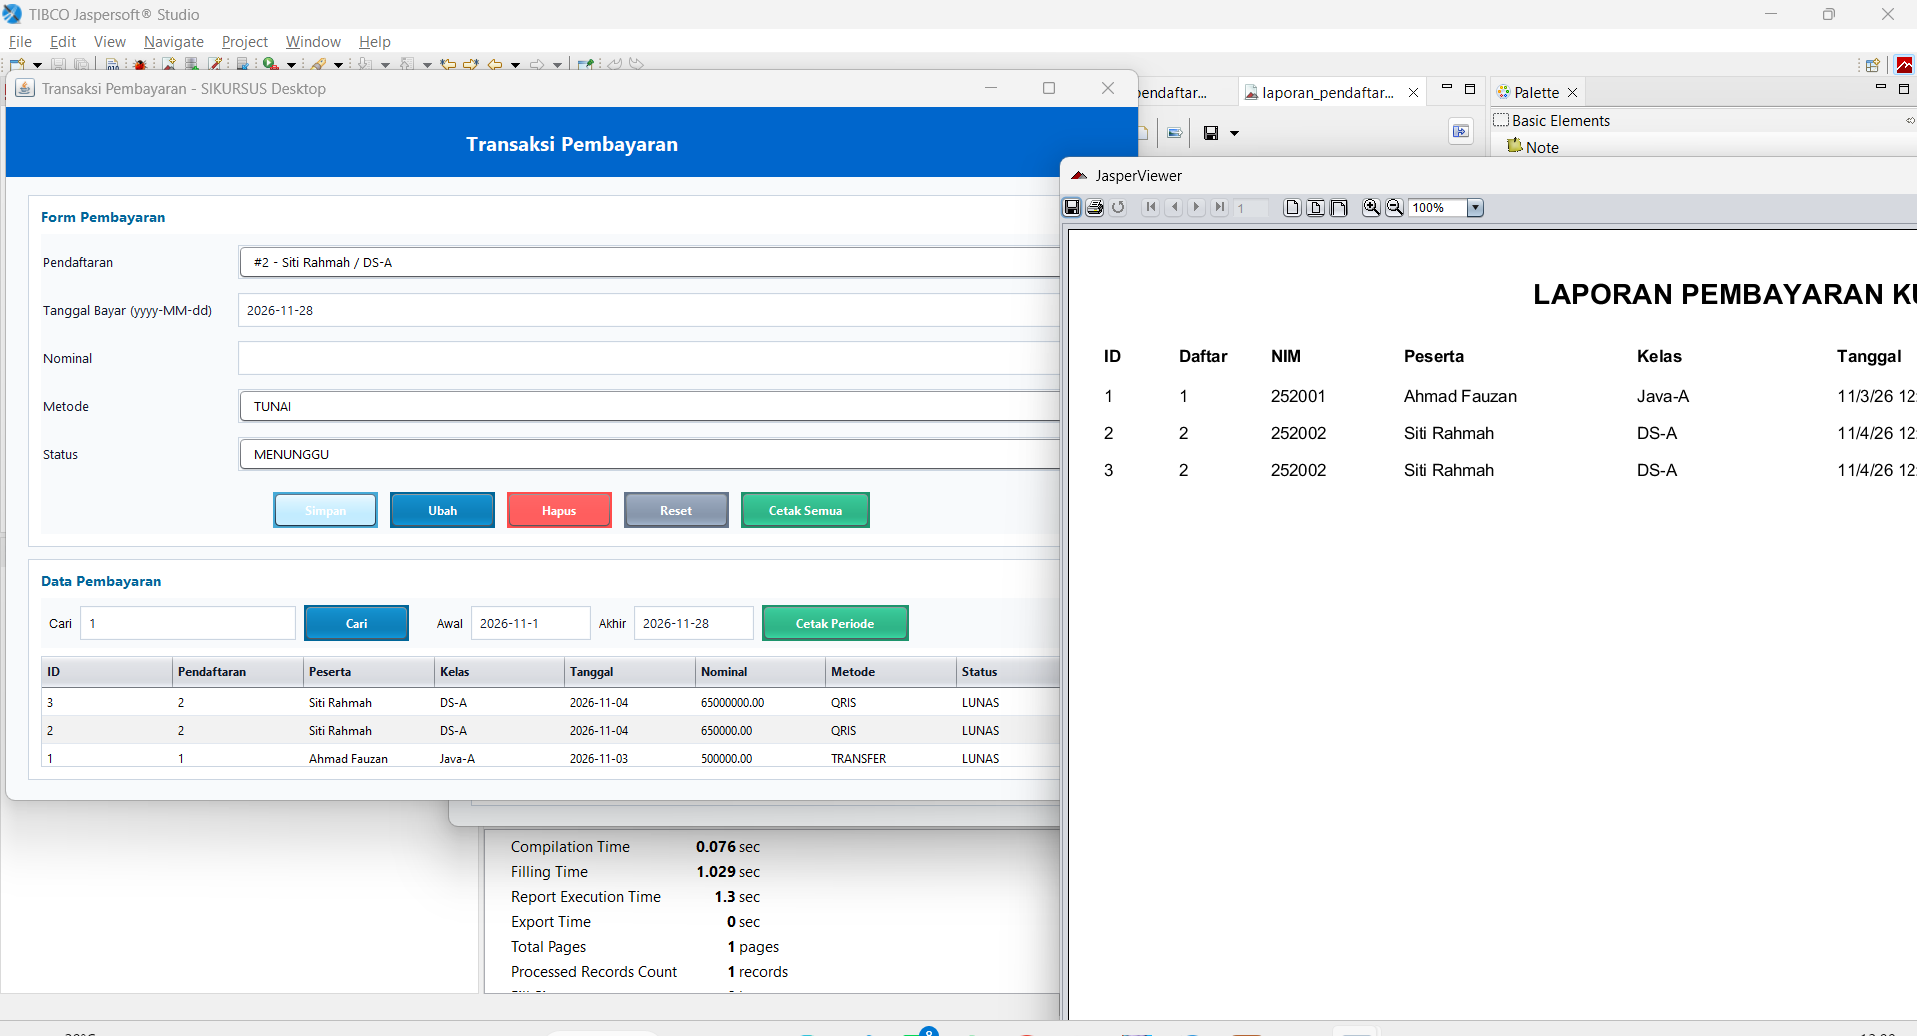 TIBCO Jaspersoft® Studio
File Edit View Navigate Project Window Help
Transaksi Pembayaran - SIKURSUS Desktop
Transaksi Pembayaran
Form Pembayaran
Pendaftaran #2 - Siti Rahmah / DS-A
Tanggal Bayar (yyyy-MM-dd) 2026-11-28
Nominal
Metode TUNAI
Status MENUNGGU
Simpan Ubah Hapus Reset Cetak Semua
Data Pembayaran
Cari 1 Cari Awal 2026-11-1 Akhir 2026-11-28 Cetak Periode
ID Pendaftaran Peserta Kelas Tanggal Nominal Metode Status
3 2 Siti Rahmah DS-A 2026-11-04 65000000.00 QRIS LUNAS
2 2 Siti Rahmah DS-A 2026-11-04 650000.00 QRIS LUNAS
1 1 Ahmad Fauzan Java-A 2026-11-03 500000.00 TRANSFER LUNAS
Compilation Time 0.076 sec
Filling Time 1.029 sec
Report Execution Time 1.3 sec
Export Time 0 sec
Total Pages 1 pages
Processed Records Count 1 records
pendaftar... laporan_pendaftar...
Palette
Basic Elements
Note
JasperViewer
1 100%
LAPORAN PEMBAYARAN KU
ID Daftar NIM Peserta Kelas Tanggal
1 1 252001 Ahmad Fauzan Java-A 11/3/26 12:
2 2 252002 Siti Rahmah DS-A 11/4/26 12:
3 2 252002 Siti Rahmah DS-A 11/4/26 12:
8